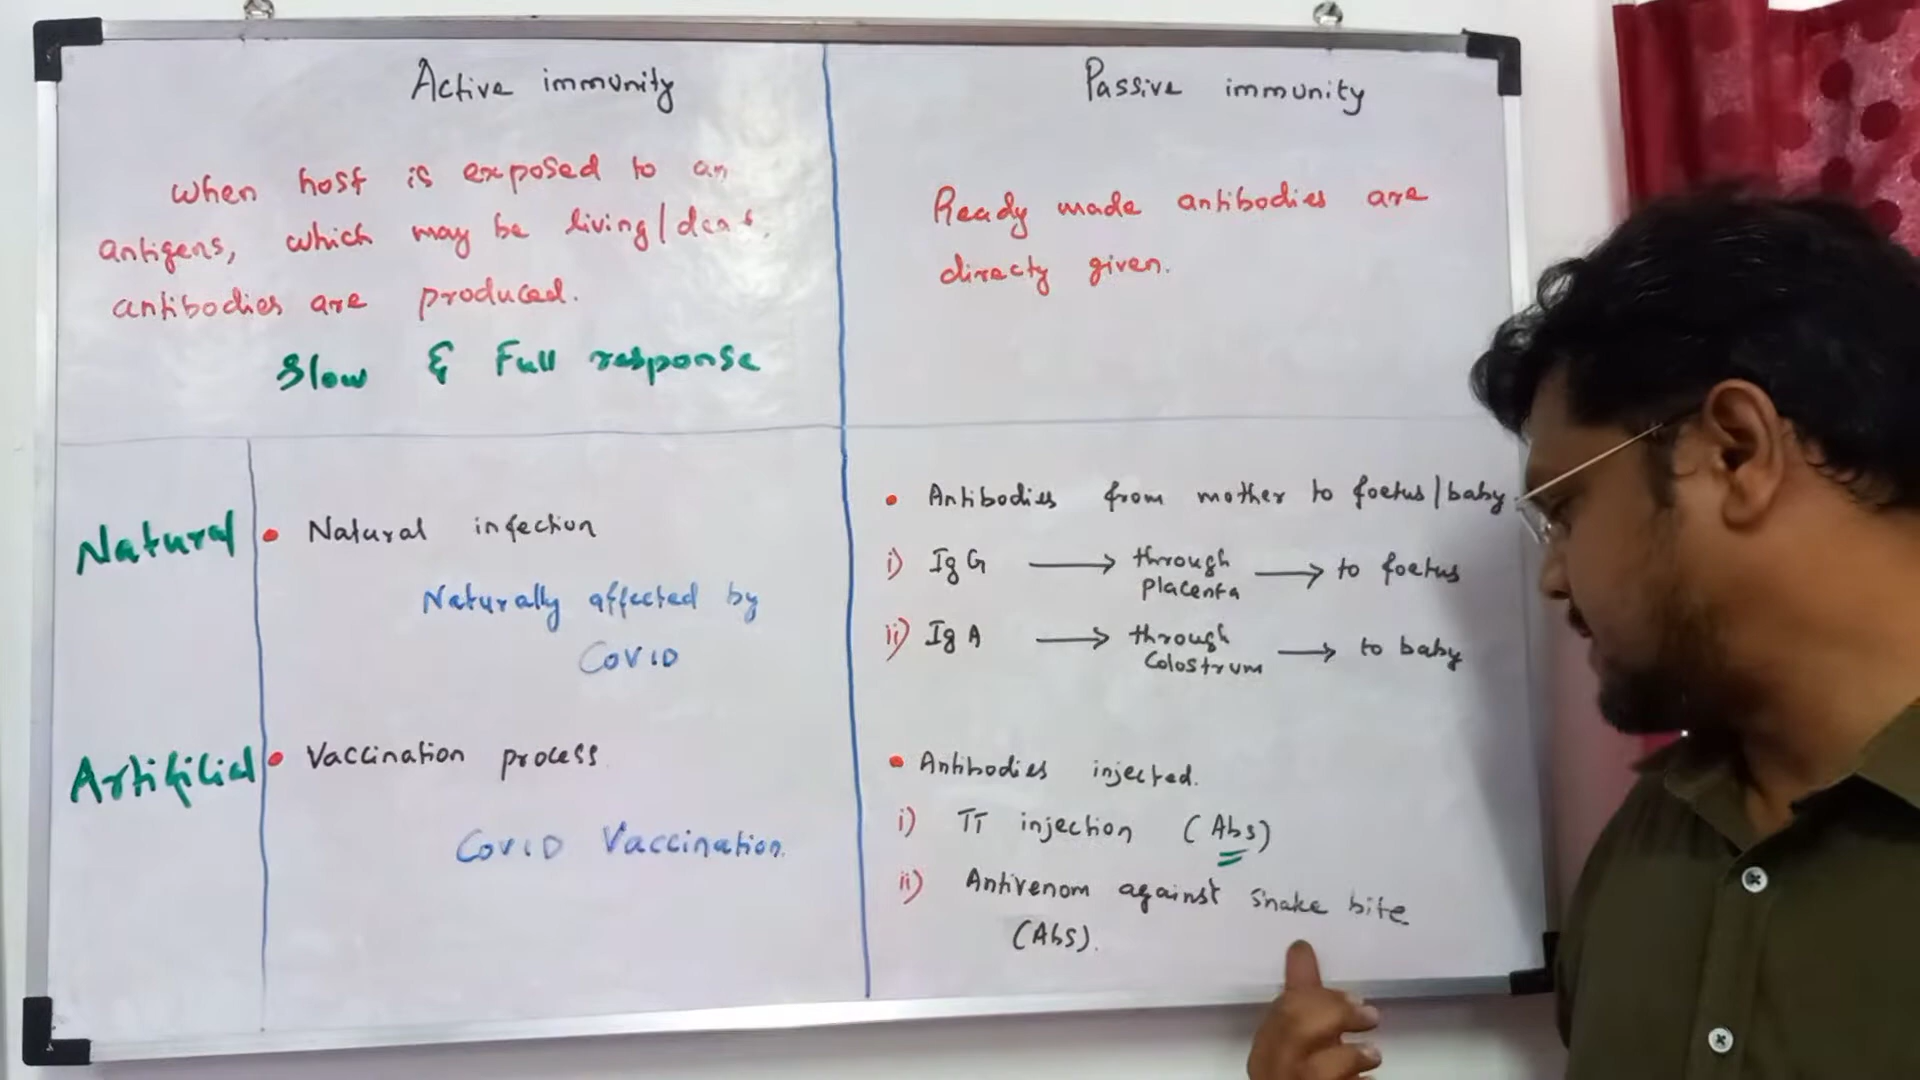 Active immunity
When host is exposed to an
antigens, which may be living/dead,
antibodies are produced.
Slow & Full response
Passive immunity
Ready made antibodies are
directy given.
Natural
• Natural infection
Naturally affected by
COVID
• Antibodies from mother to foetus/baby
i) IgG → through placenta → to foetus
ii) IgA → through Colostrum → to baby
Artificial
• Vaccination process
COVID Vaccination.
• Antibodies injected.
i) TT injection (Abs)
ii) Antivenom against snake bite
(Abs).